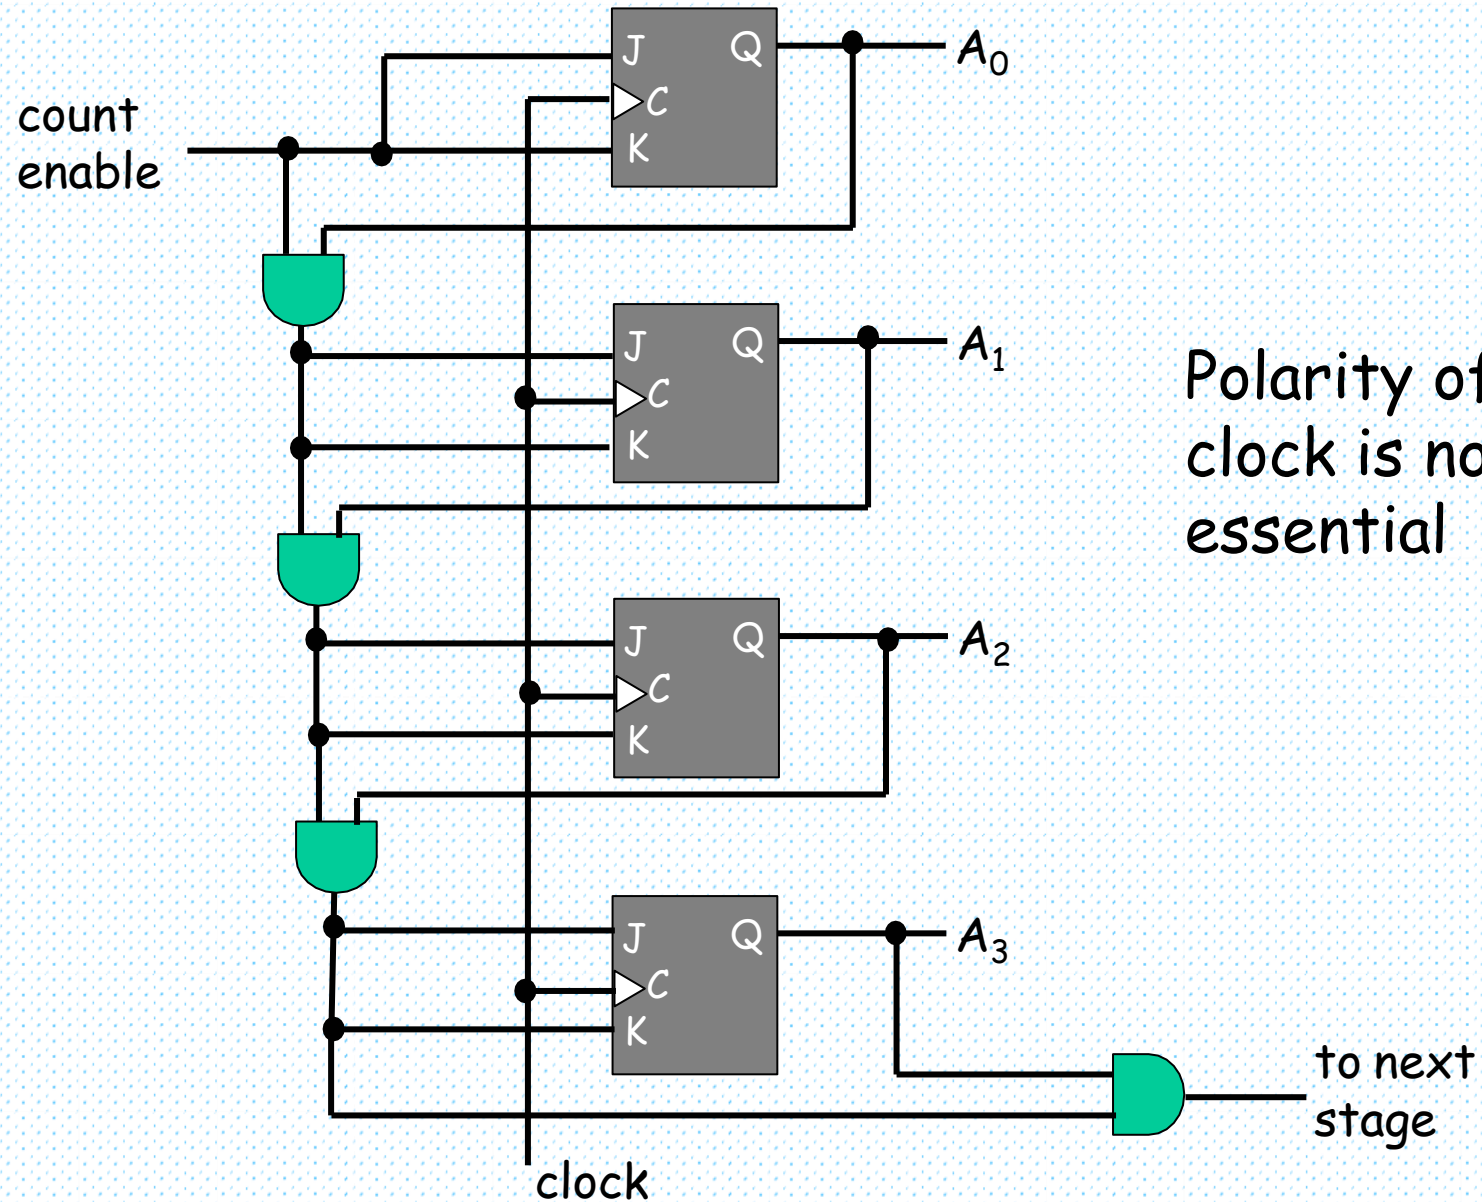 J Q A0
C
K
count
enable
J Q A1
C
K
Polarity of
clock is no
essential
J Q A2
C
K
J Q A3
C
K
to next
stage
clock